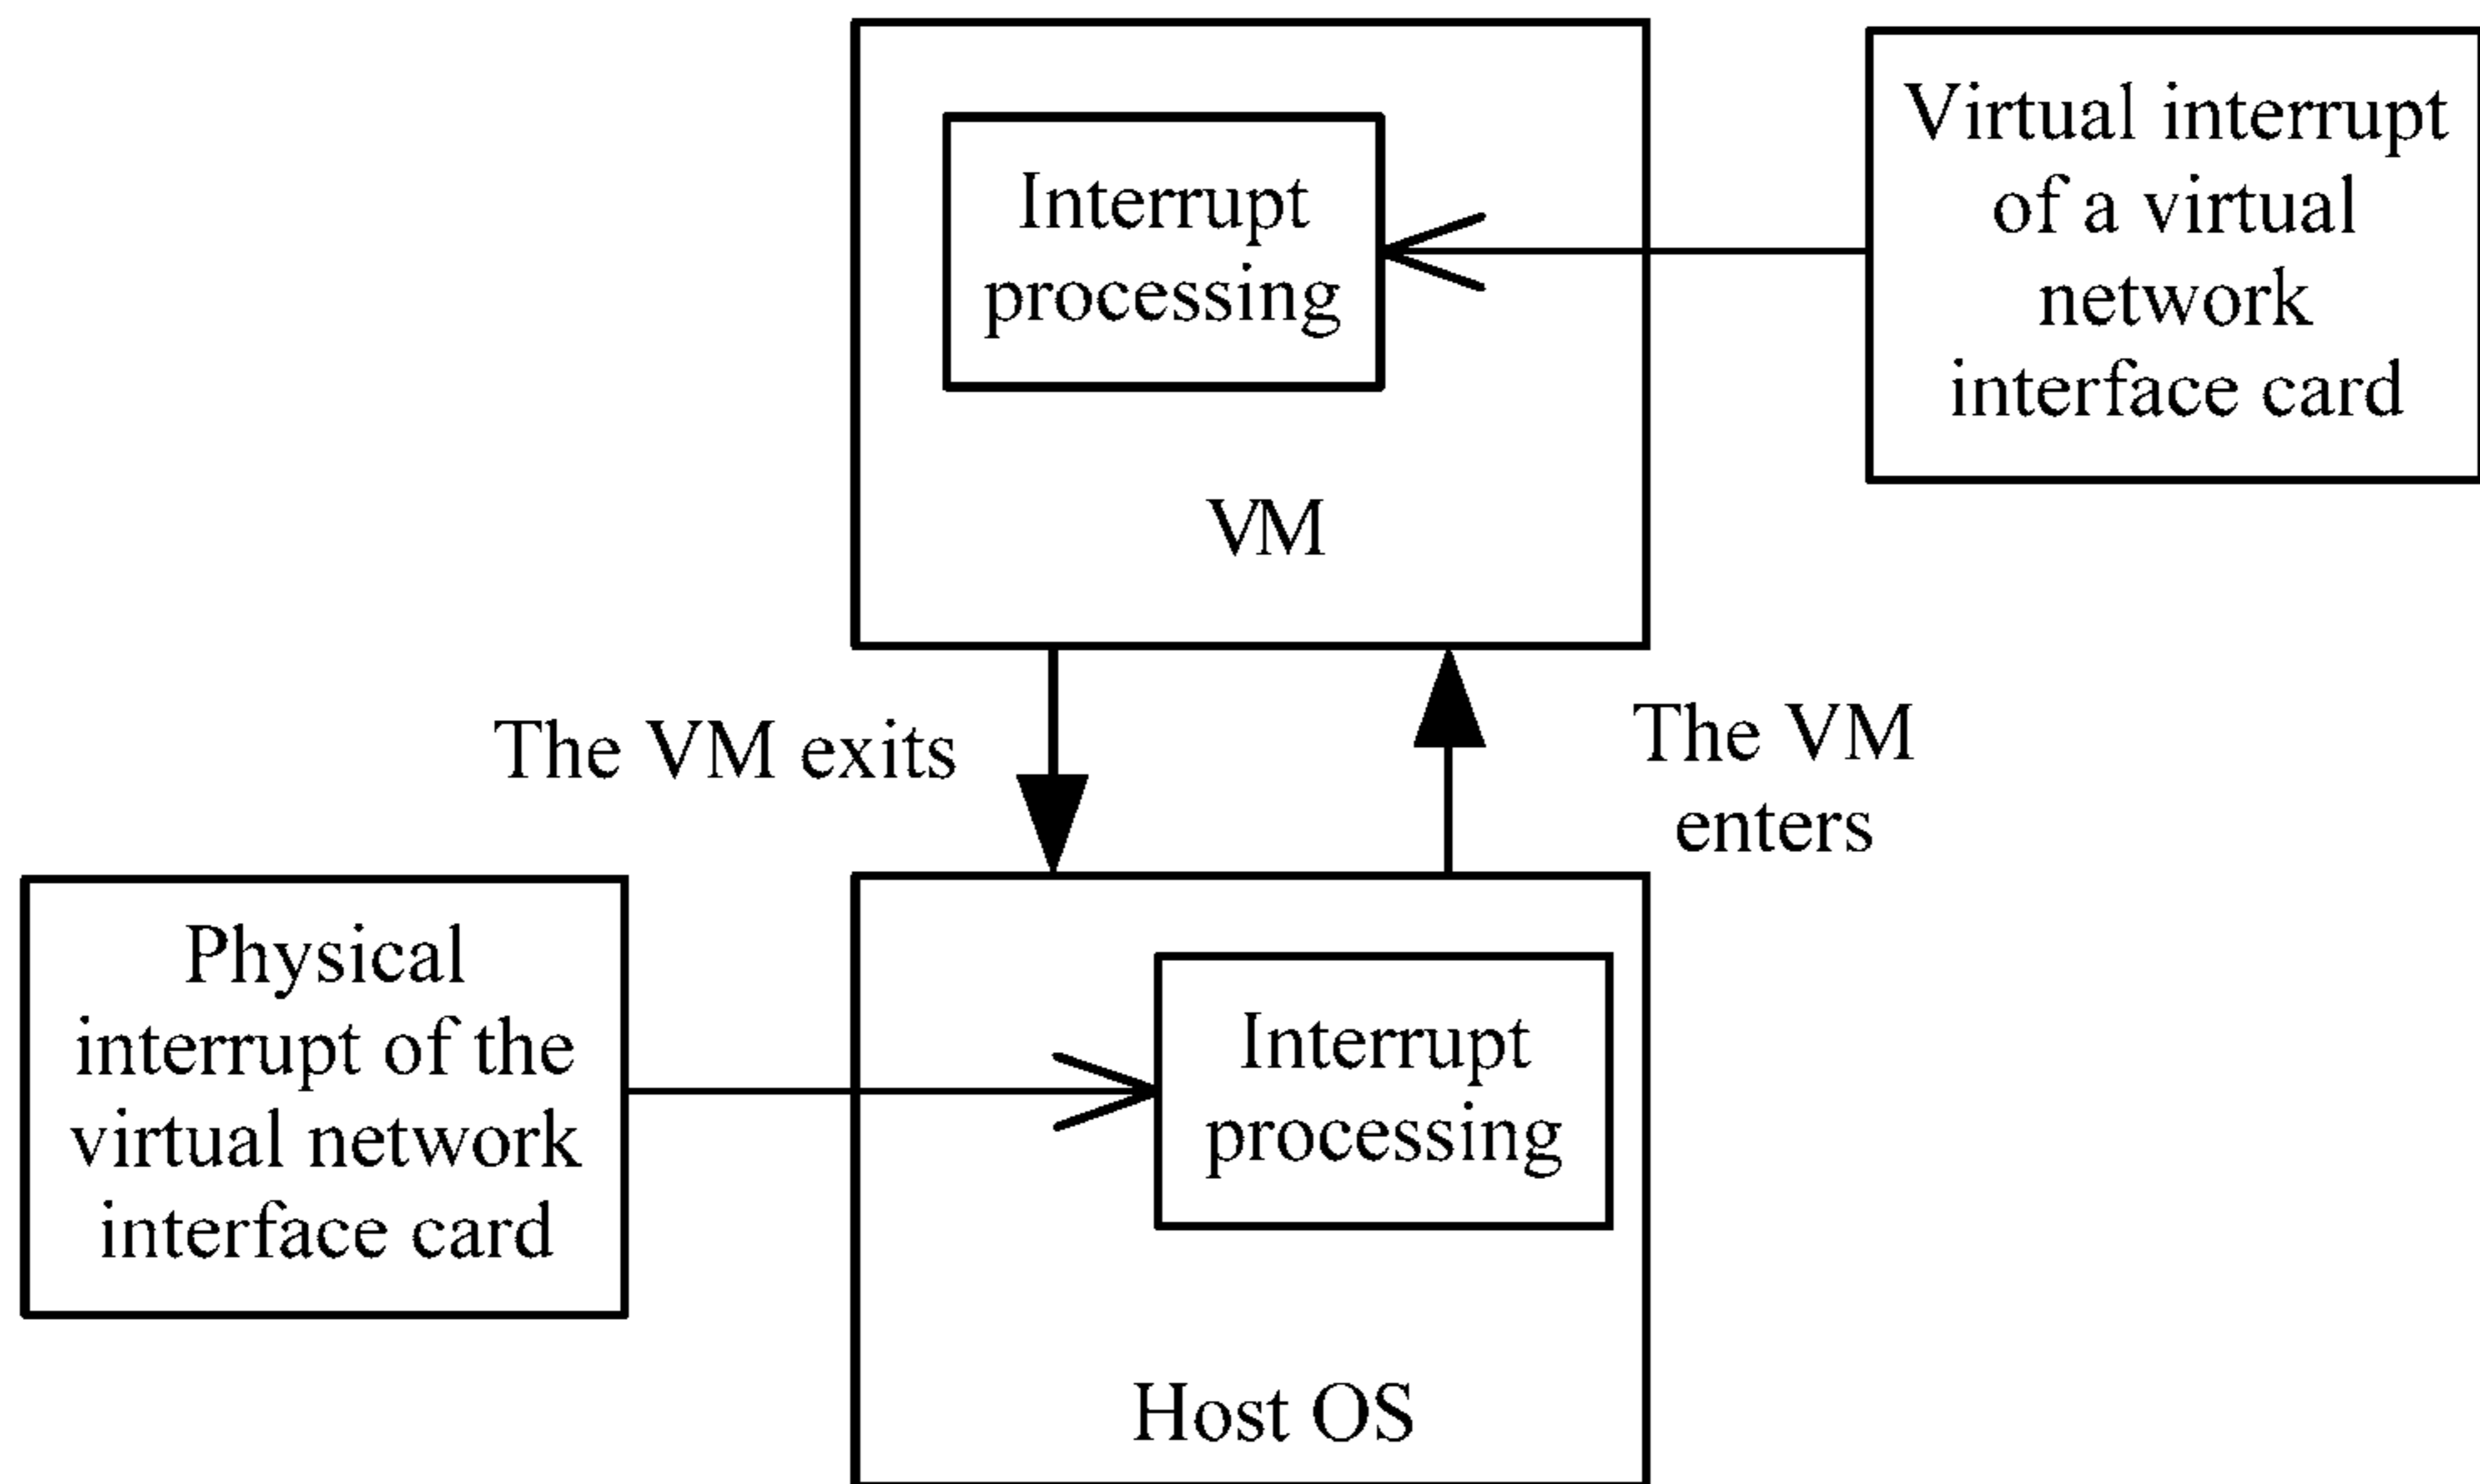 Interrupt
processing
VM
Virtual interrupt
of a virtual
network
interface card
The VM exits
The VM
enters
Physical
interrupt of the
virtual network
interface card
Interrupt
processing
Host OS